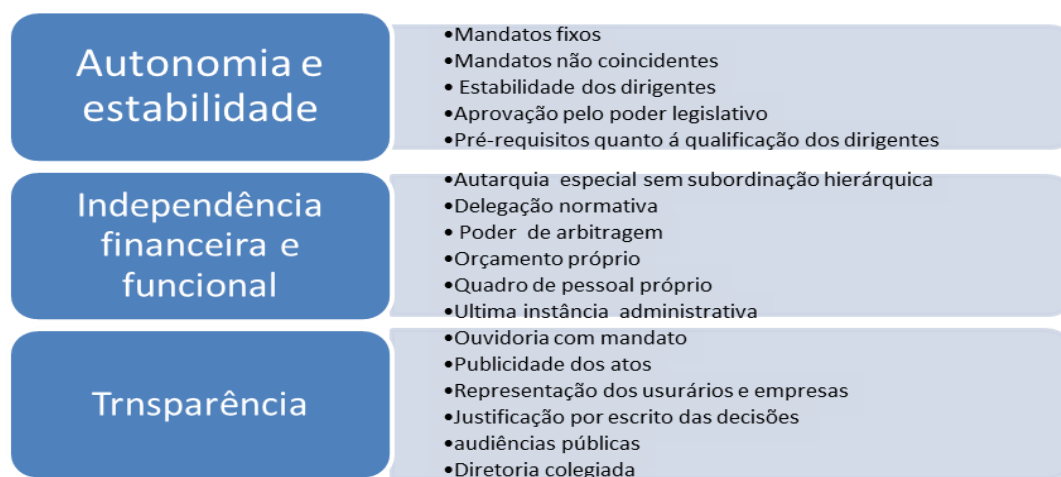 Autonomia e
estabilidade
•Mandatos fixos
•Mandatos não coincidentes
• Estabilidade dos dirigentes
•Aprovação pelo poder legislativo
•Pré-requisitos quanto á qualificação dos dirigentes
Independência
financeira e
funcional
•Autarquia especial sem subordinação hierárquica
•Delegação normativa
• Poder de arbitragem
•Orçamento próprio
•Quadro de pessoal próprio
•Ultima instância administrativa
Trnsparência
•Ouvidoria com mandato
•Publicidade dos atos
•Representação dos usurários e empresas
•Justificação por escrito das decisões
•audiências públicas
•Diretoria colegiada